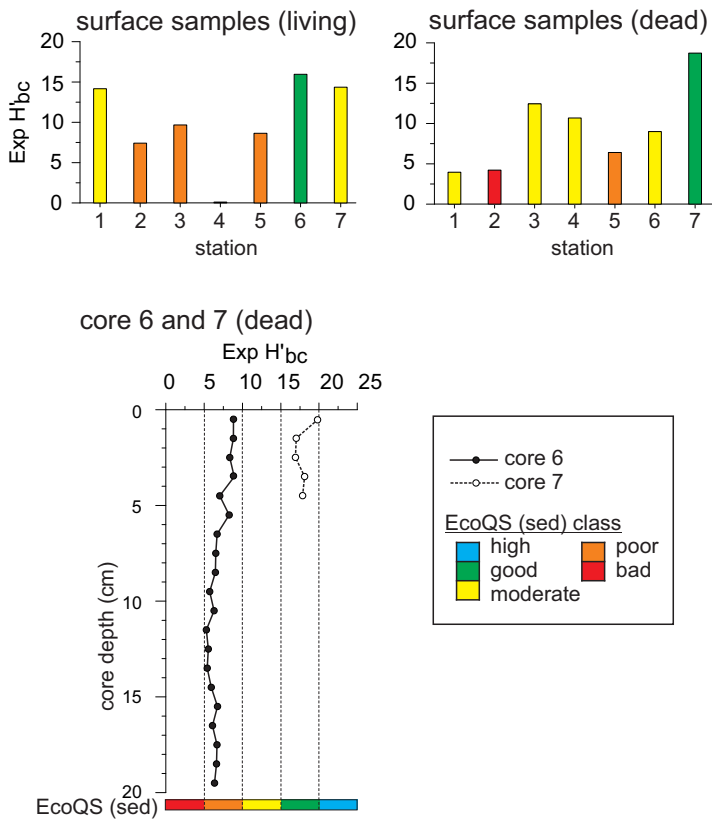 surface samples (living)
Exp H'bc
20
15
10
5
0
1 2 3 4 5 6 7
station
surface samples (dead)
20
15
10
5
0
1 2 3 4 5 6 7
station
core 6 and 7 (dead)
Exp H'bc
0 5 10 15 20 25
core depth (cm)
0
5
10
15
20
EcoQS (sed)
core 6
core 7
EcoQS (sed) class
high
good
moderate
poor
bad